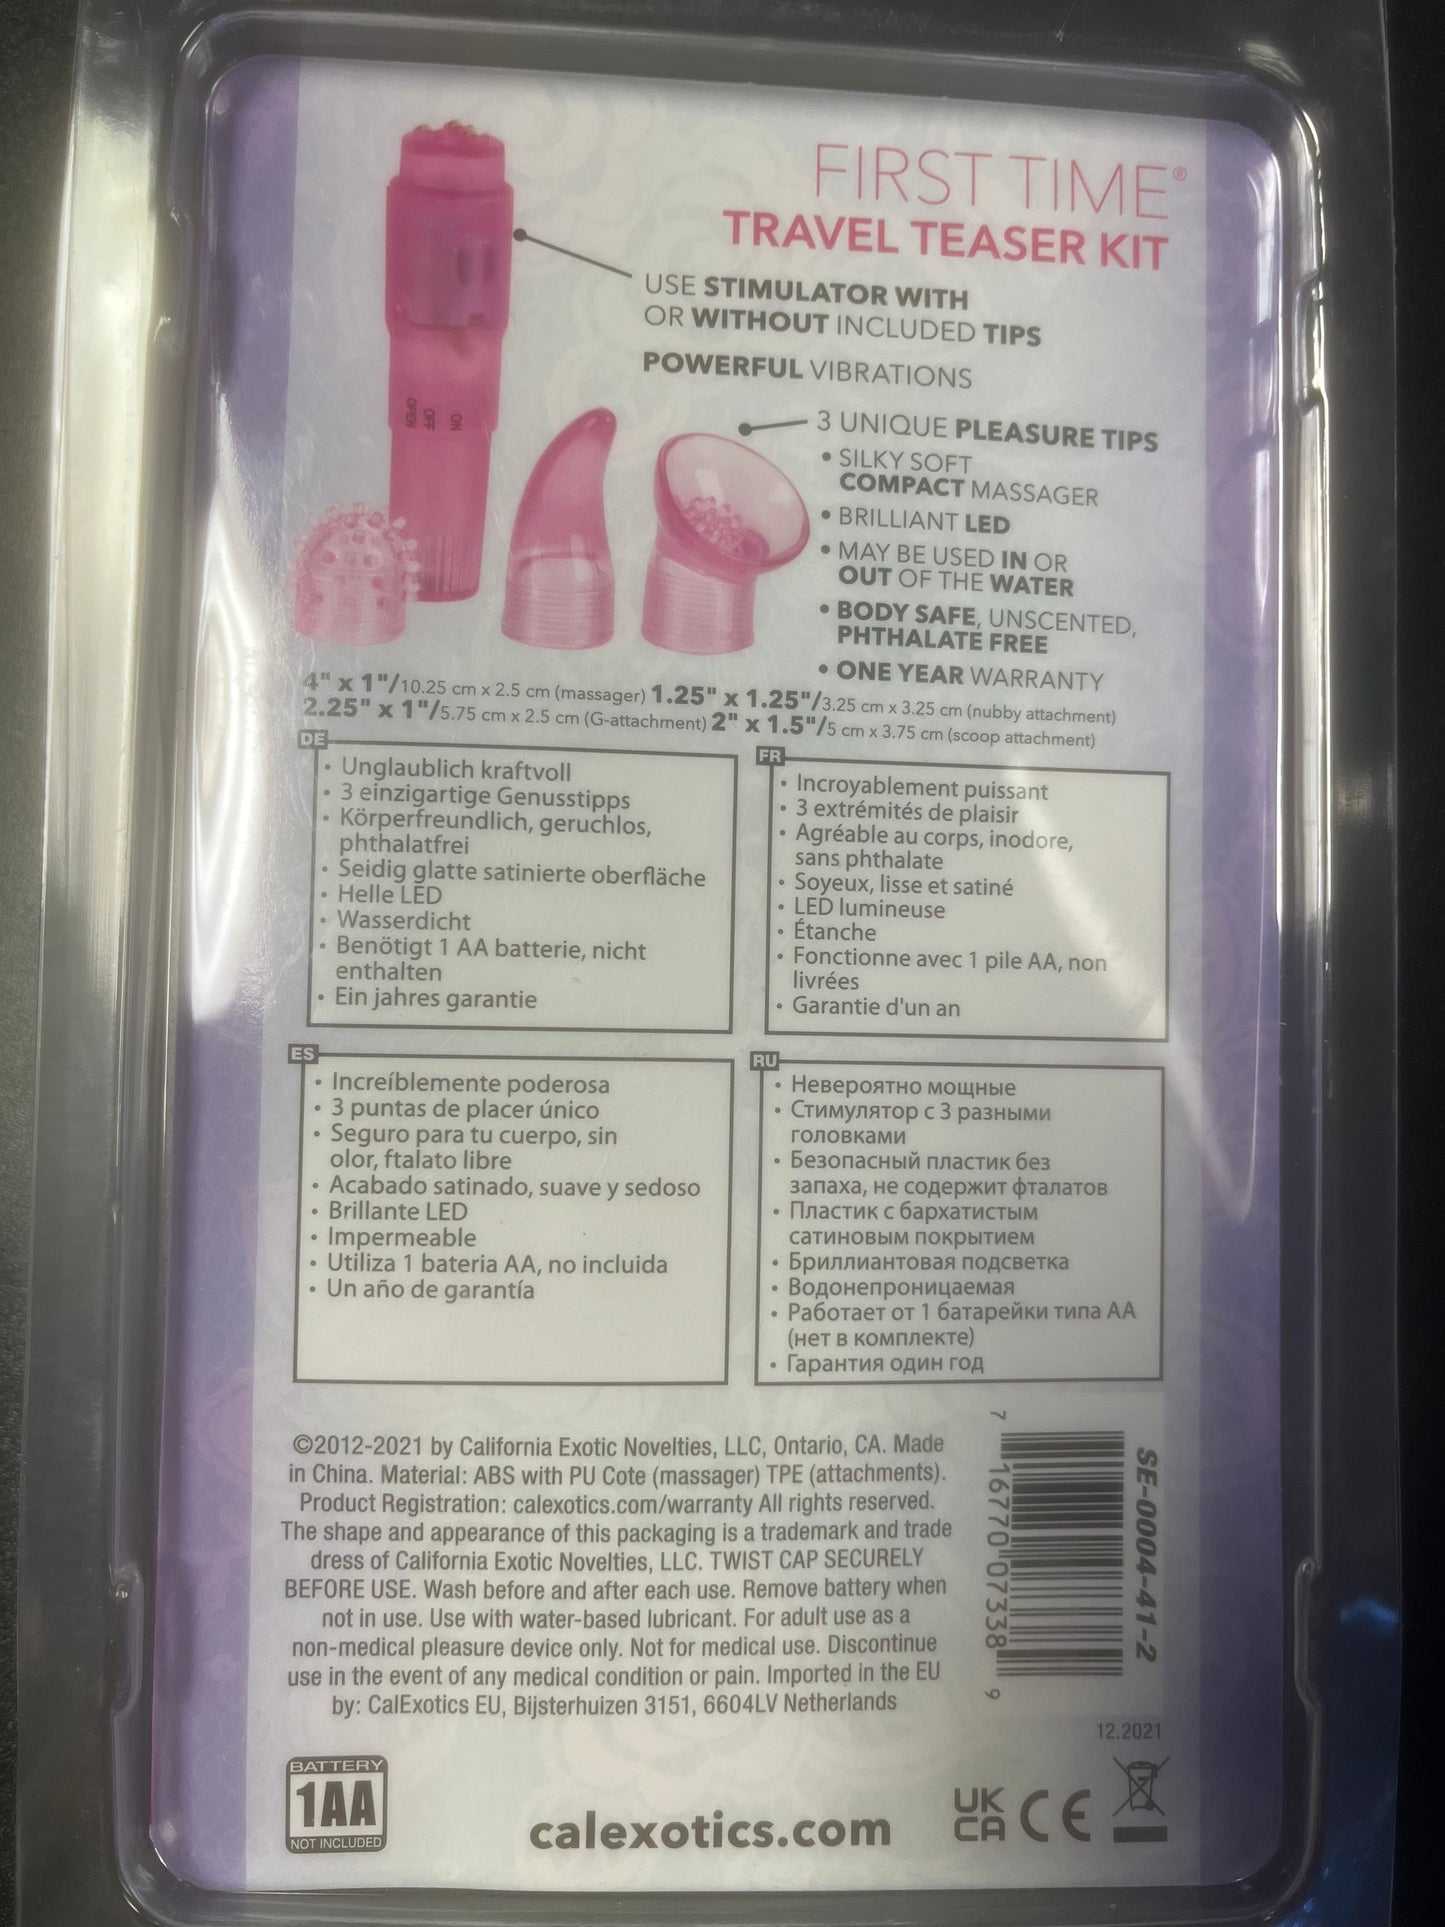 FIRST TIME®
TRAVEL TEASER KIT
USE STIMULATOR WITH
OR WITHOUT INCLUDED TIPS
POWERFUL VIBRATIONS
OPEN
OFF
ON
3 UNIQUE PLEASURE TIPS
• SILKY SOFT
COMPACT MASSAGER
• BRILLIANT LED
• MAY BE USED IN OR
OUT OF THE WATER
• BODY SAFE, UNSCENTED,
PHTHALATE FREE
• ONE YEAR WARRANTY
4" x 1"/10.25 cm x 2.5 cm (massager) 1.25" x 1.25"/3.25 cm x 3.25 cm (nubby attachment)
2.25" x 1"/5.75 cm x 2.5 cm (G-attachment) 2" x 1.5"/5 cm x 3.75 cm (scoop attachment)
DE
• Unglaublich kraftvoll
• 3 einzigartige Genusstipps
• Körperfreundlich, geruchlos,
phthalatfrei
• Seidig glatte satinierte oberfläche
• Helle LED
• Wasserdicht
• Benötigt 1 AA batterie, nicht
enthalten
• Ein jahres garantie
FR
• Incroyablement puissant
• 3 extrémités de plaisir
• Agréable au corps, inodore,
sans phthalate
• Soyeux, lisse et satiné
• LED lumineuse
• Étanche
• Fonctionne avec 1 pile AA, non
livrées
• Garantie d'un an
ES
• Increíblemente poderosa
• 3 puntas de placer único
• Seguro para tu cuerpo, sin
olor, ftalato libre
• Acabado satinado, suave y sedoso
• Brillante LED
• Impermeable
• Utiliza 1 bateria AA, no incluida
• Un año de garantía
RU
• Невероятно мощные
• Стимулятор с 3 разными
головками
• Безопасный пластик без
запаха, не содержит фталатов
• Пластик с бархатистым
сатиновым покрытием
• Бриллиантовая подсветка
• Водонепроницаемая
• Работает от 1 батарейки типа АА
(нет в комплекте)
• Гарантия один год
©2012-2021 by California Exotic Novelties, LLC, Ontario, CA. Made
in China. Material: ABS with PU Cote (massager) TPE (attachments).
Product Registration: calexotics.com/warranty All rights reserved.
The shape and appearance of this packaging is a trademark and trade
dress of California Exotic Novelties, LLC. TWIST CAP SECURELY
BEFORE USE. Wash before and after each use. Remove battery when
not in use. Use with water-based lubricant. For adult use as a
non-medical pleasure device only. Not for medical use. Discontinue
use in the event of any medical condition or pain. Imported in the EU
by: CalExotics EU, Bijsterhuizen 3151, 6604LV Netherlands
7 16770 07338 9
SE-0004-41-2
12.2021
BATTERY
1AA
NOT INCLUDED
calexotics.com
UK
CA
CE